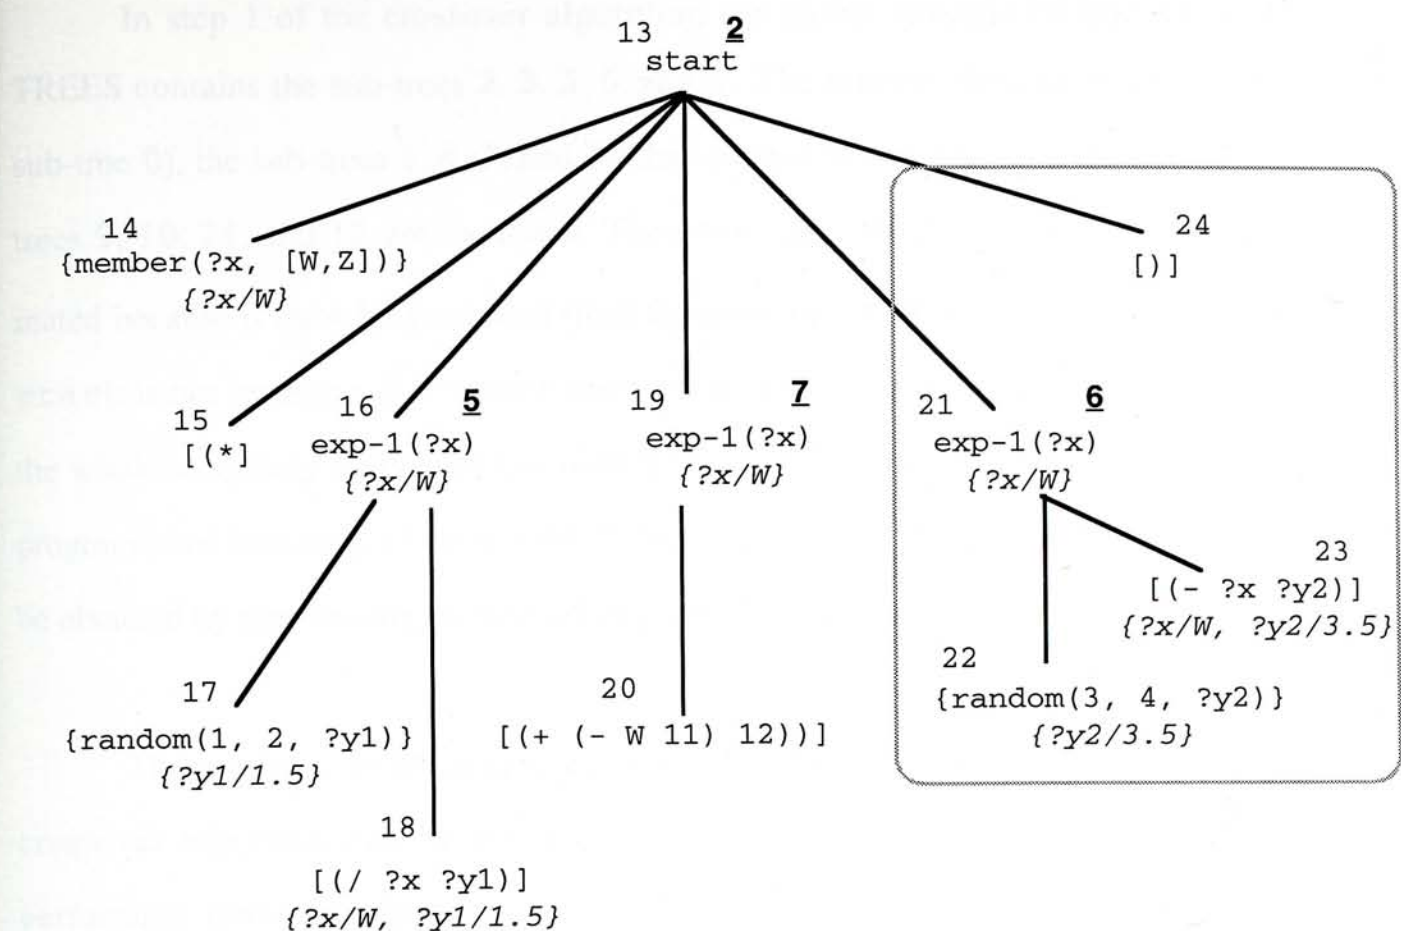 13 2
start
14
{member(?x, [W,Z])}
{?x/W}
24
[)]
15
[(*]
16 5
exp-1(?x)
{?x/W}
19 7
exp-1(?x)
{?x/W}
21 6
exp-1(?x)
{?x/W}
23
[(- ?x ?y2)]
{?x/W, ?y2/3.5}
22
{random(3, 4, ?y2)}
{?y2/3.5}
17
{random(1, 2, ?y1)}
{?y1/1.5}
20
[(+ (- W 11) 12))]
18
[(/ ?x ?y1)]
{?x/W, ?y1/1.5}